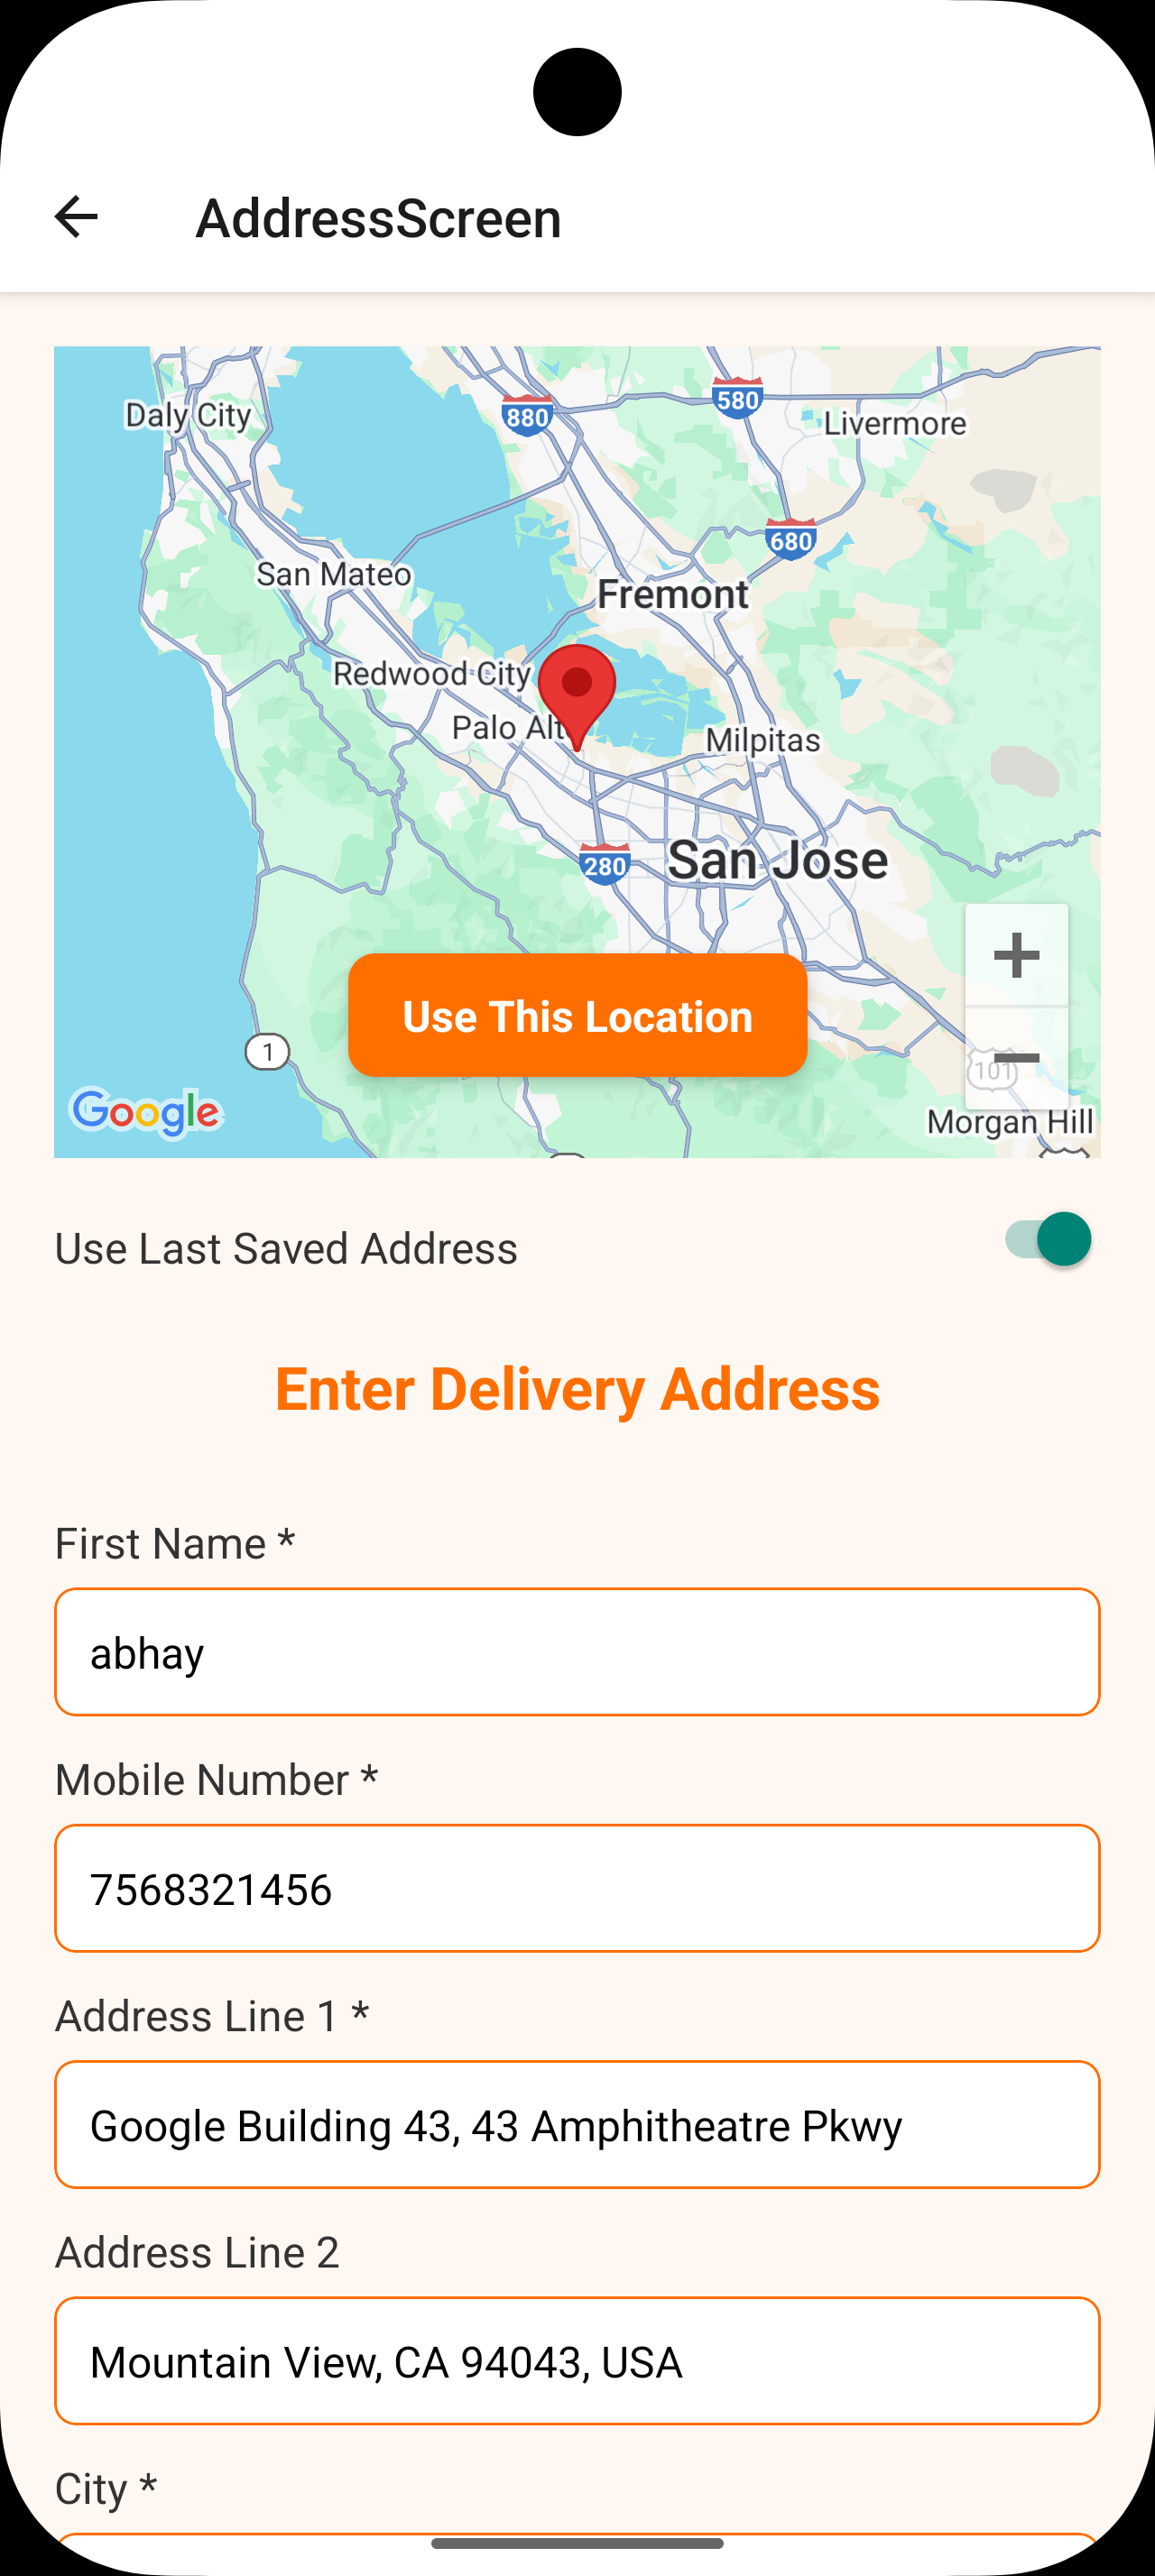 AddressScreen
Daly City
880
580
Livermore
680
San Mateo
Fremont
Redwood City
Palo
Milpitas
280
San Jose
+
Use This Location
1
101
Google
Morgan Hill
Use Last Saved Address
Enter Delivery Address
First Name *
abhay
Mobile Number *
7568321456
Address Line 1 *
Google Building 43, 43 Amphitheatre Pkwy
Address Line 2
Mountain View, CA 94043, USA
City *